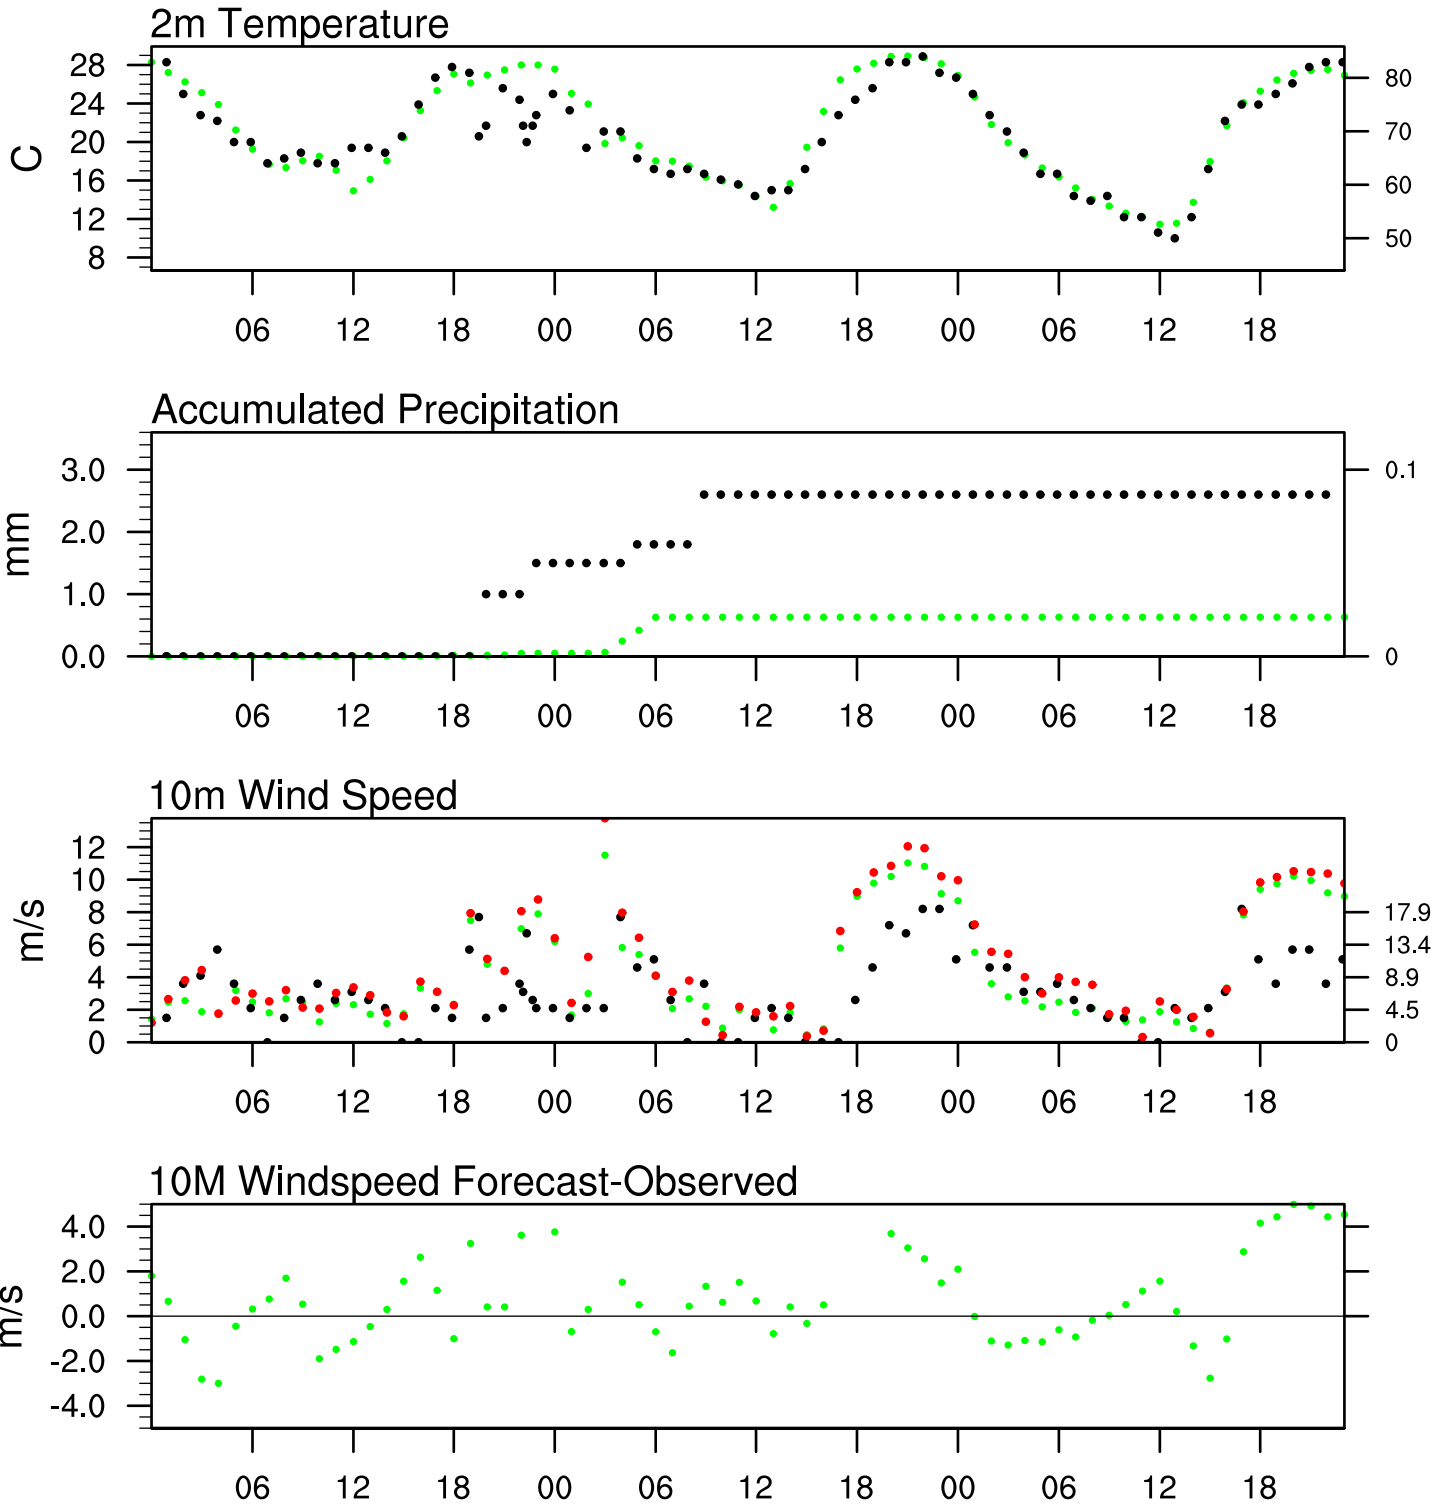 2m Temperature
28
24
20
16
12
8
C
80
70
60
50
06 12 18 00 06 12 18 00 06 12 18
Accumulated Precipitation
3.0
2.0
1.0
0.0
mm
0.1
0
06 12 18 00 06 12 18 00 06 12 18
10m Wind Speed
12
10
8
6
4
2
0
m/s
17.9
13.4
8.9
4.5
0
06 12 18 00 06 12 18 00 06 12 18
10M Windspeed Forecast-Observed
4.0
2.0
0.0
-2.0
-4.0
m/s
06 12 18 00 06 12 18 00 06 12 18